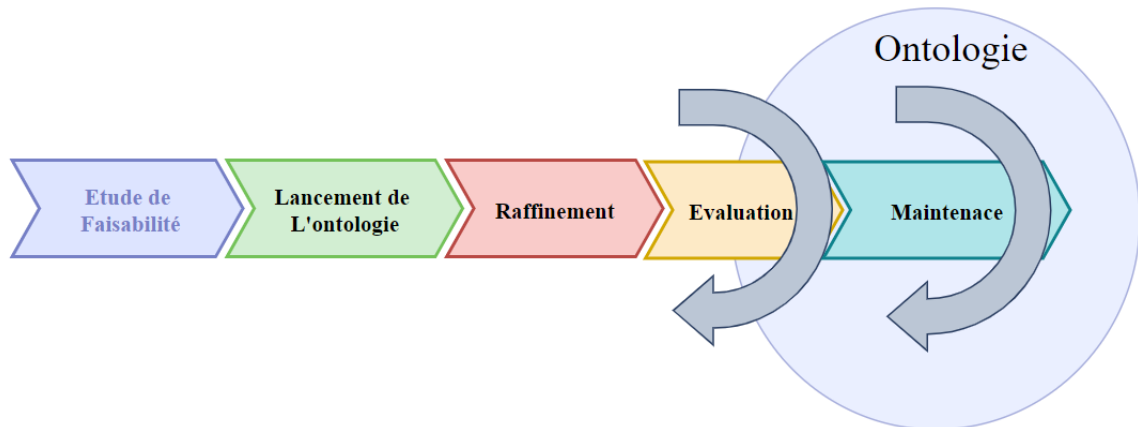 Ontologie
Etude de
Faisabilité
Lancement de
L'ontologie
Raffinement
Evaluation
Maintenace